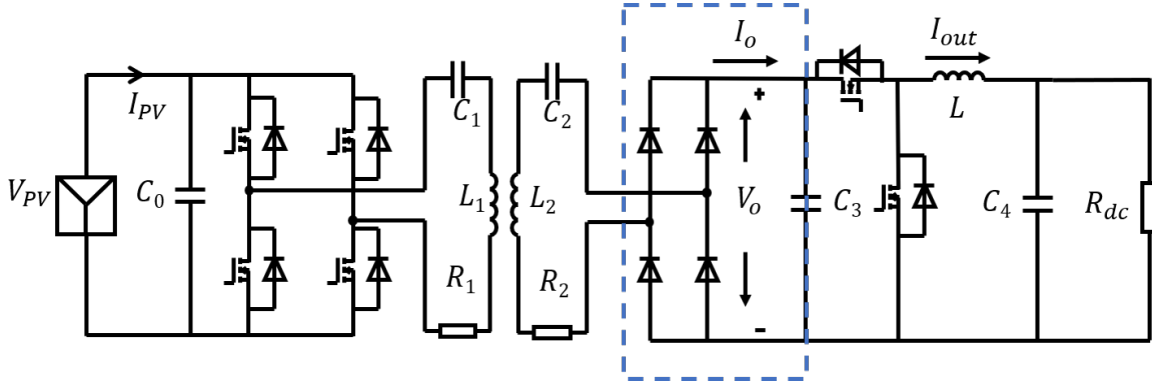 I_o
I_out
I_PV
C_1
C_2
+
L
V_PV
C_0
L_1
L_2
V_o
C_3
C_4
R_dc
R_1
R_2
-